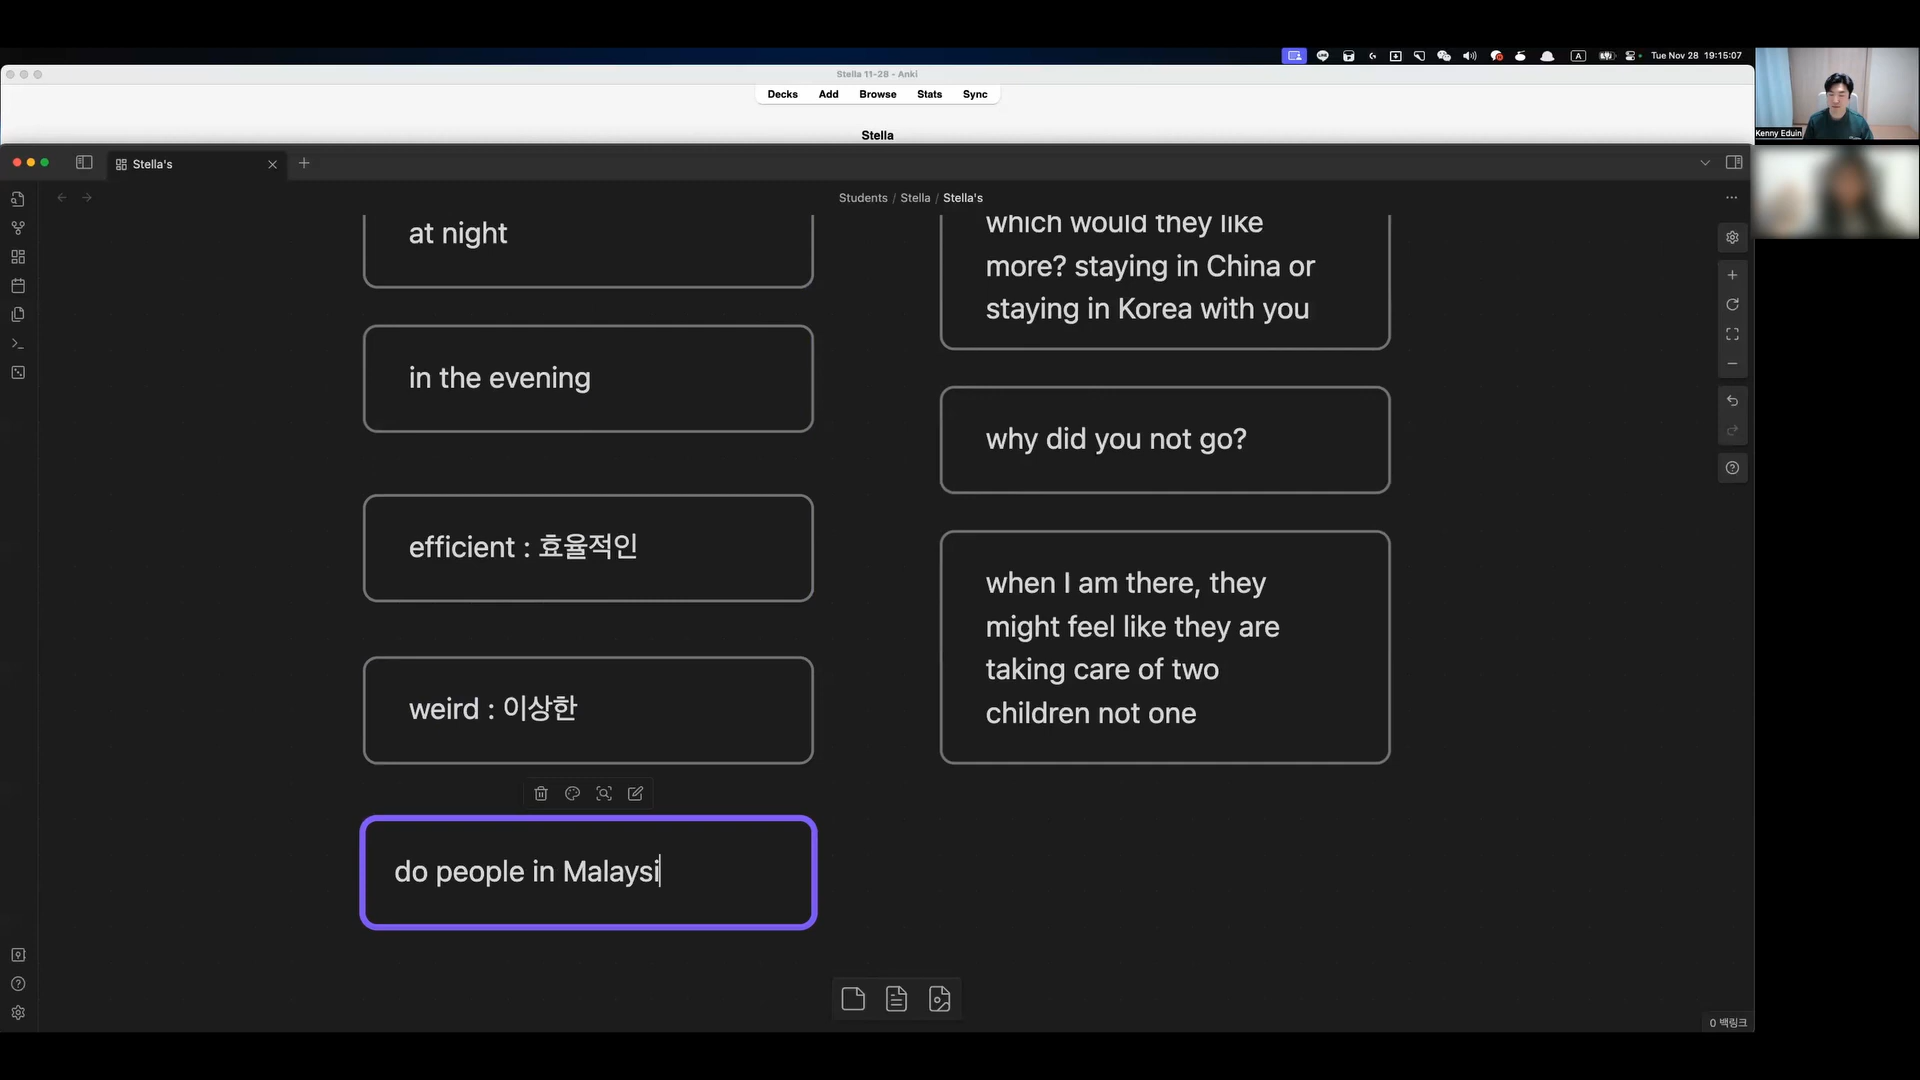 Tue Nov 28 19:15:07
Stella 11-28 - Anki
Decks Add Browse Stats Sync
Stella
Kenny Eduin
Stella's
Students / Stella / Stella's
at night
in the evening
efficient : 효율적인
weird : 이상한
do people in Malaysi
which would they like
more? staying in China or
staying in Korea with you
why did you not go?
when I am there, they
might feel like they are
taking care of two
children not one
0 백링크